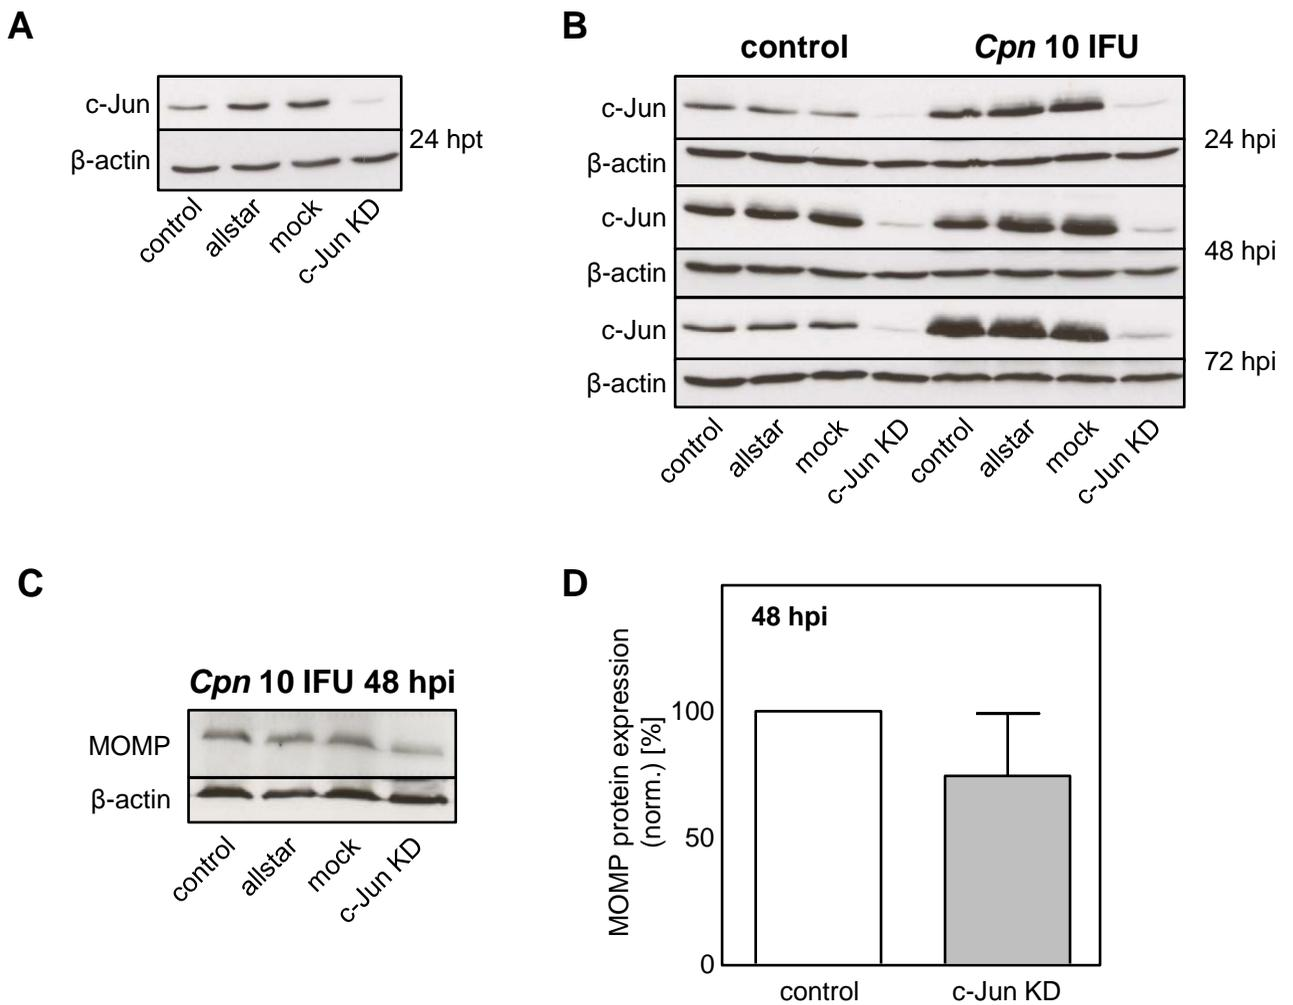 A
c-Jun
β-actin
24 hpt
control
allstar
mock
c-Jun KD
B
control
Cpn 10 IFU
c-Jun
β-actin
24 hpi
c-Jun
β-actin
48 hpi
c-Jun
β-actin
72 hpi
control
allstar
mock
c-Jun KD
control
allstar
mock
c-Jun KD
C
Cpn 10 IFU 48 hpi
MOMP
β-actin
control
allstar
mock
c-Jun KD
D
48 hpi
MOMP protein expression
(norm.) [%]
100
50
0
control
c-Jun KD